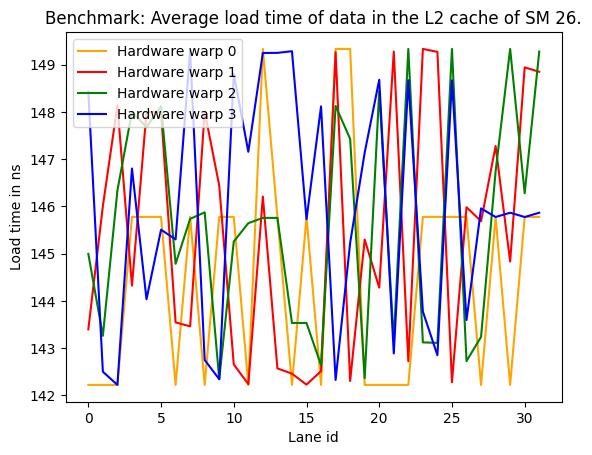 Benchmark: Average load time of data in the L2 cache of SM 26.
Hardware warp 0
Hardware warp 1
Hardware warp 2
Hardware warp 3
149
148
147
146
145
144
143
142
Load time in ns
0 5 10 15 20 25 30
Lane id